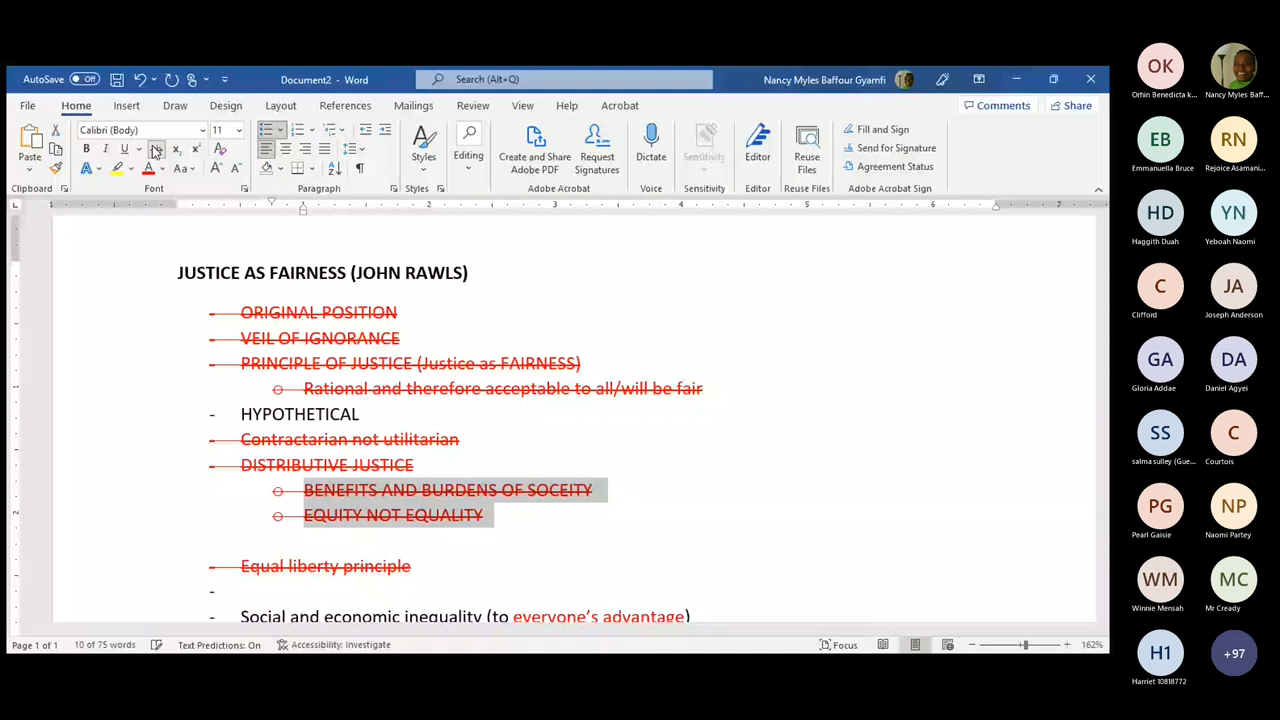 AutoSave Off Document2 - Word Search (Alt+Q) Nancy Myles Baffour Gyamfi
File Home Insert Draw Design Layout References Mailings Review View Help Acrobat Comments Share
Calibri (Body) 11
Paste
B I U
Aa
Styles
Editing
Create and Share Adobe PDF
Request Signatures
Dictate
Sensitivity
Editor
Reuse Files
Fill and Sign
Send for Signature
Agreement Status
Clipboard Font Paragraph Styles Adobe Acrobat Voice Sensitivity Editor Reuse Files Adobe Acrobat Sign
1 1 2 3 4 5 6 7
JUSTICE AS FAIRNESS (JOHN RAWLS)
- ORIGINAL POSITION
- VEIL OF IGNORANCE
- PRINCIPLE OF JUSTICE (Justice as FAIRNESS)
o Rational and therefore acceptable to all/will be fair
- HYPOTHETICAL
- Contractarian not utilitarian
- DISTRIBUTIVE JUSTICE
o BENEFITS AND BURDENS OF SOCEITY
o EQUITY NOT EQUALITY
- Equal liberty principle
-
- Social and economic inequality (to everyone's advantage)
Page 1 of 1 10 of 75 words Text Predictions: On Accessibility: Investigate Focus 162%
OK
Orhin Benedicta k...
Nancy Myles Baff...
EB
Emmanuella Bruce
RN
Rejoice Asamani...
HD
Haggith Duah
YN
Yeboah Naomi
C
Clifford
JA
Joseph Anderson
GA
Gloria Addae
DA
Daniel Agyei
SS
salma sulley (Gue...
C
Courtois
PG
Pearl Gaisie
NP
Naomi Partey
WM
Winnie Mensah
MC
Mr Cready
H1
Harriet 10818772
+97